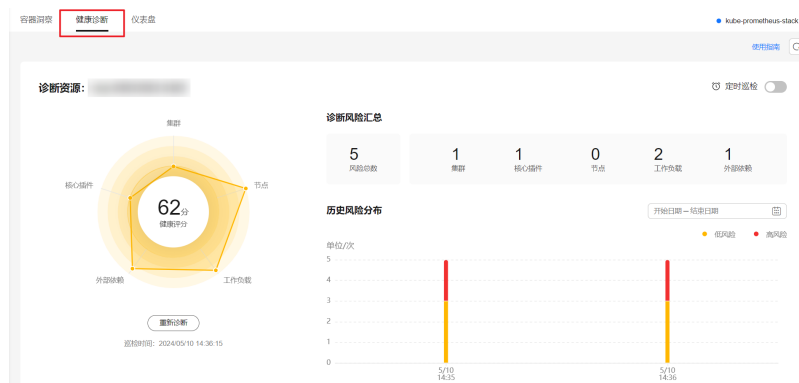 容器洞察 健康诊断 仪表盘
kube-prometheus-stack
使用指南
诊断资源：
定时巡检
集群
节点
工作负载
外部依赖
核心插件
62分
健康评分
重新诊断
巡检时间：2024/05/10 14:36:15
诊断风险汇总
5 1 1 0 2 1
风险总数 集群 核心插件 节点 工作负载 外部依赖
历史风险分布
开始日期 – 结束日期
低风险 高风险
单位/次
5
4
3
2
1
0
5/10 5/10
14:35 14:36